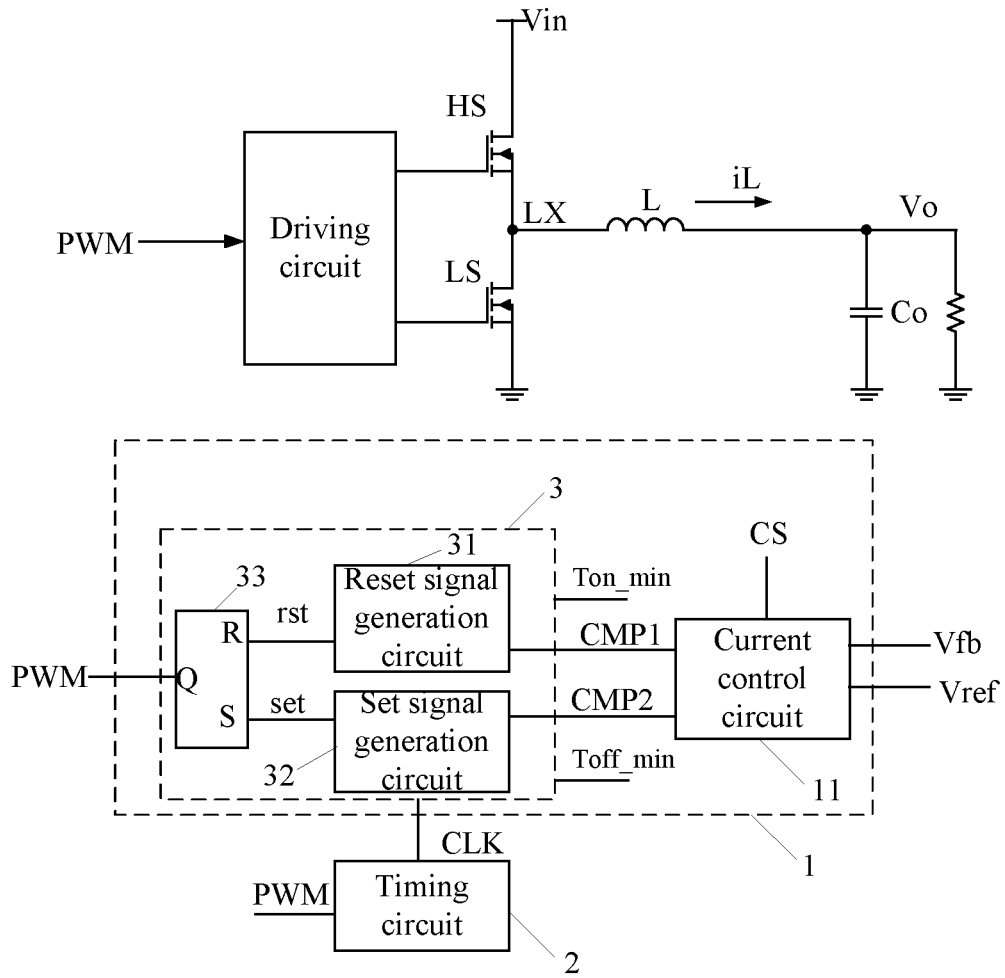 Vin
HS
Driving
circuit
PWM
LX
L
iL
Vo
LS
Co
3
31
33
CS
Reset signal
generation
circuit
Ton_min
rst
R
CMP1
Current
control
circuit
Vfb
PWM
Q
Vref
S
set
Set signal
generation
circuit
CMP2
Toff_min
32
11
CLK
1
PWM
Timing
circuit
2